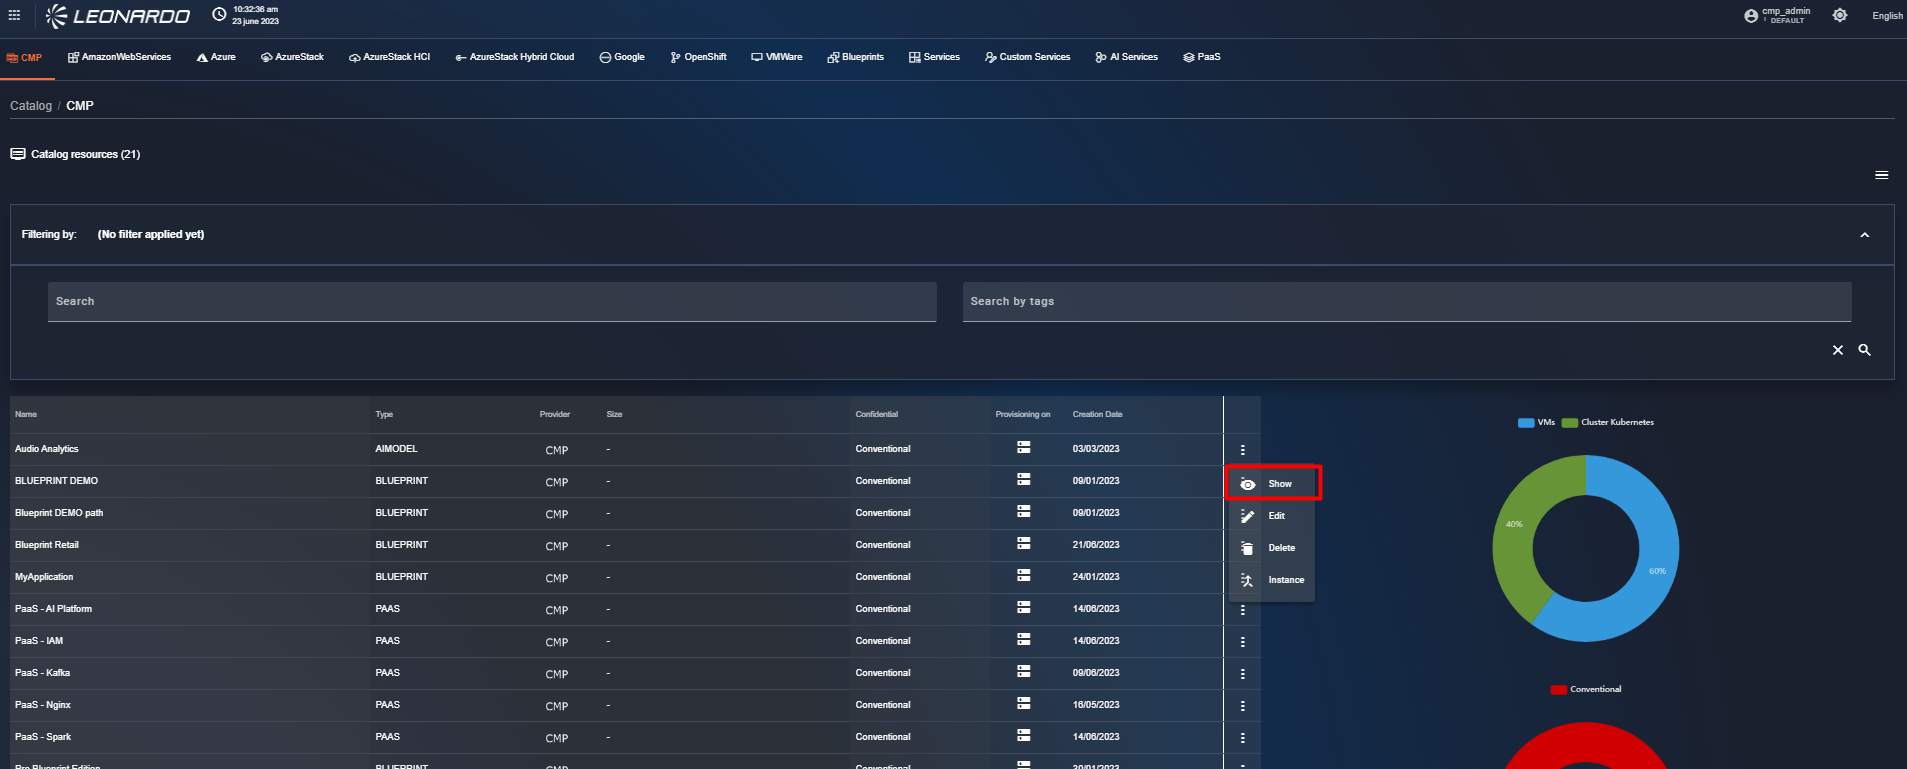 LEONARDO
10:32:36 am
23 june 2023
cmp_admin
DEFAULT
English
CMP
AmazonWebServices
Azure
AzureStack
AzureStack HCI
AzureStack Hybrid Cloud
Google
OpenShift
VMWare
Blueprints
Services
Custom Services
AI Services
PaaS
Catalog / CMP
Catalog resources (21)
Filtering by: (No filter applied yet)
Search
Search by tags
Name Type Provider Size Confidential Provisioning on Creation Date
Audio Analytics AIMODEL CMP - Conventional 03/03/2023
BLUEPRINT DEMO BLUEPRINT CMP - Conventional 09/01/2023
Blueprint DEMO path BLUEPRINT CMP - Conventional 09/01/2023
Blueprint Retail BLUEPRINT CMP - Conventional 21/06/2023
MyApplication BLUEPRINT CMP - Conventional 24/01/2023
PaaS - AI Platform PAAS CMP - Conventional 14/06/2023
PaaS - IAM PAAS CMP - Conventional 14/06/2023
PaaS - Kafka PAAS CMP - Conventional 09/06/2023
PaaS - Nginx PAAS CMP - Conventional 16/05/2023
PaaS - Spark PAAS CMP - Conventional 14/06/2023
Pre Blueprint Edition BLUEPRINT CMP Conventional 30/01/2023
Show
Edit
Delete
Instance
VMs Cluster Kubernetes
40%
60%
Conventional